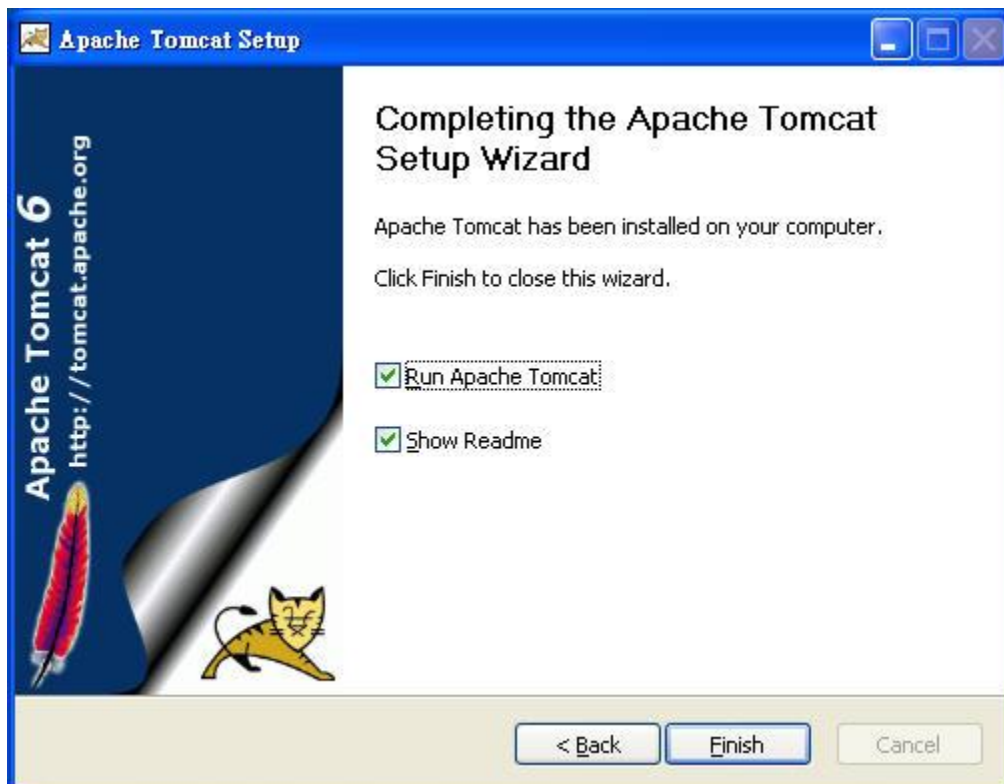 Apache Tomcat Setup
Apache Tomcat 6
http://tomcat.apache.org
Completing the Apache Tomcat
Setup Wizard
Apache Tomcat has been installed on your computer.
Click Finish to close this wizard.
Run Apache Tomcat
Show Readme
< Back
Finish
Cancel